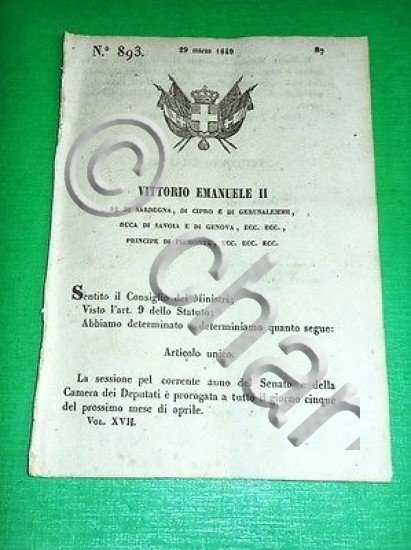 N.° 893.
29 marzo 1849
87
VITTORIO EMANUELE II
RE DI SARDEGNA, DI CIPRO E DI GERUSALEMME,
DUCA DI SAVOIA E DI GENOVA, ECC. ECC.,
PRINCIPE DI PIEMONTE, ECC. ECC. ECC.
Sentito il Consiglio dei Ministri;
Visto l'art. 9 dello Statuto;
Abbiamo determinato e determiniamo quanto segue:
Articolo unico.
La sessione pel corrente anno del Senato e della
Camera dei Deputati è prorogata a tutto il giorno cinque
del prossimo mese di aprile.
Vol. XVII.
© Char